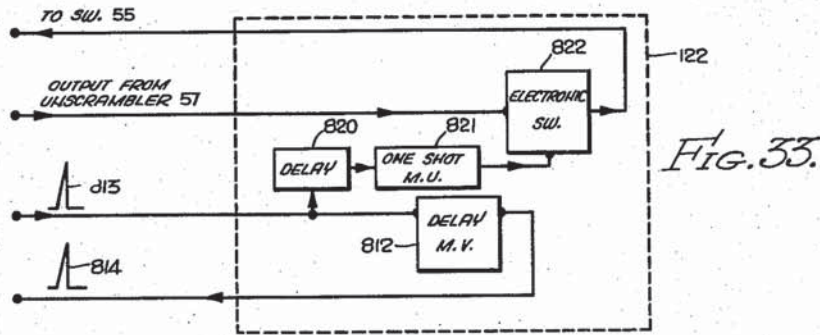 TO SW. 55
822
122
OUTPUT FROM
UNSCRAMBLER 57
ELECTRONIC
SW.
820
821
FIG. 33.
DELAY
ONE SHOT
M.V.
813
DELAY
M.V.
812
814